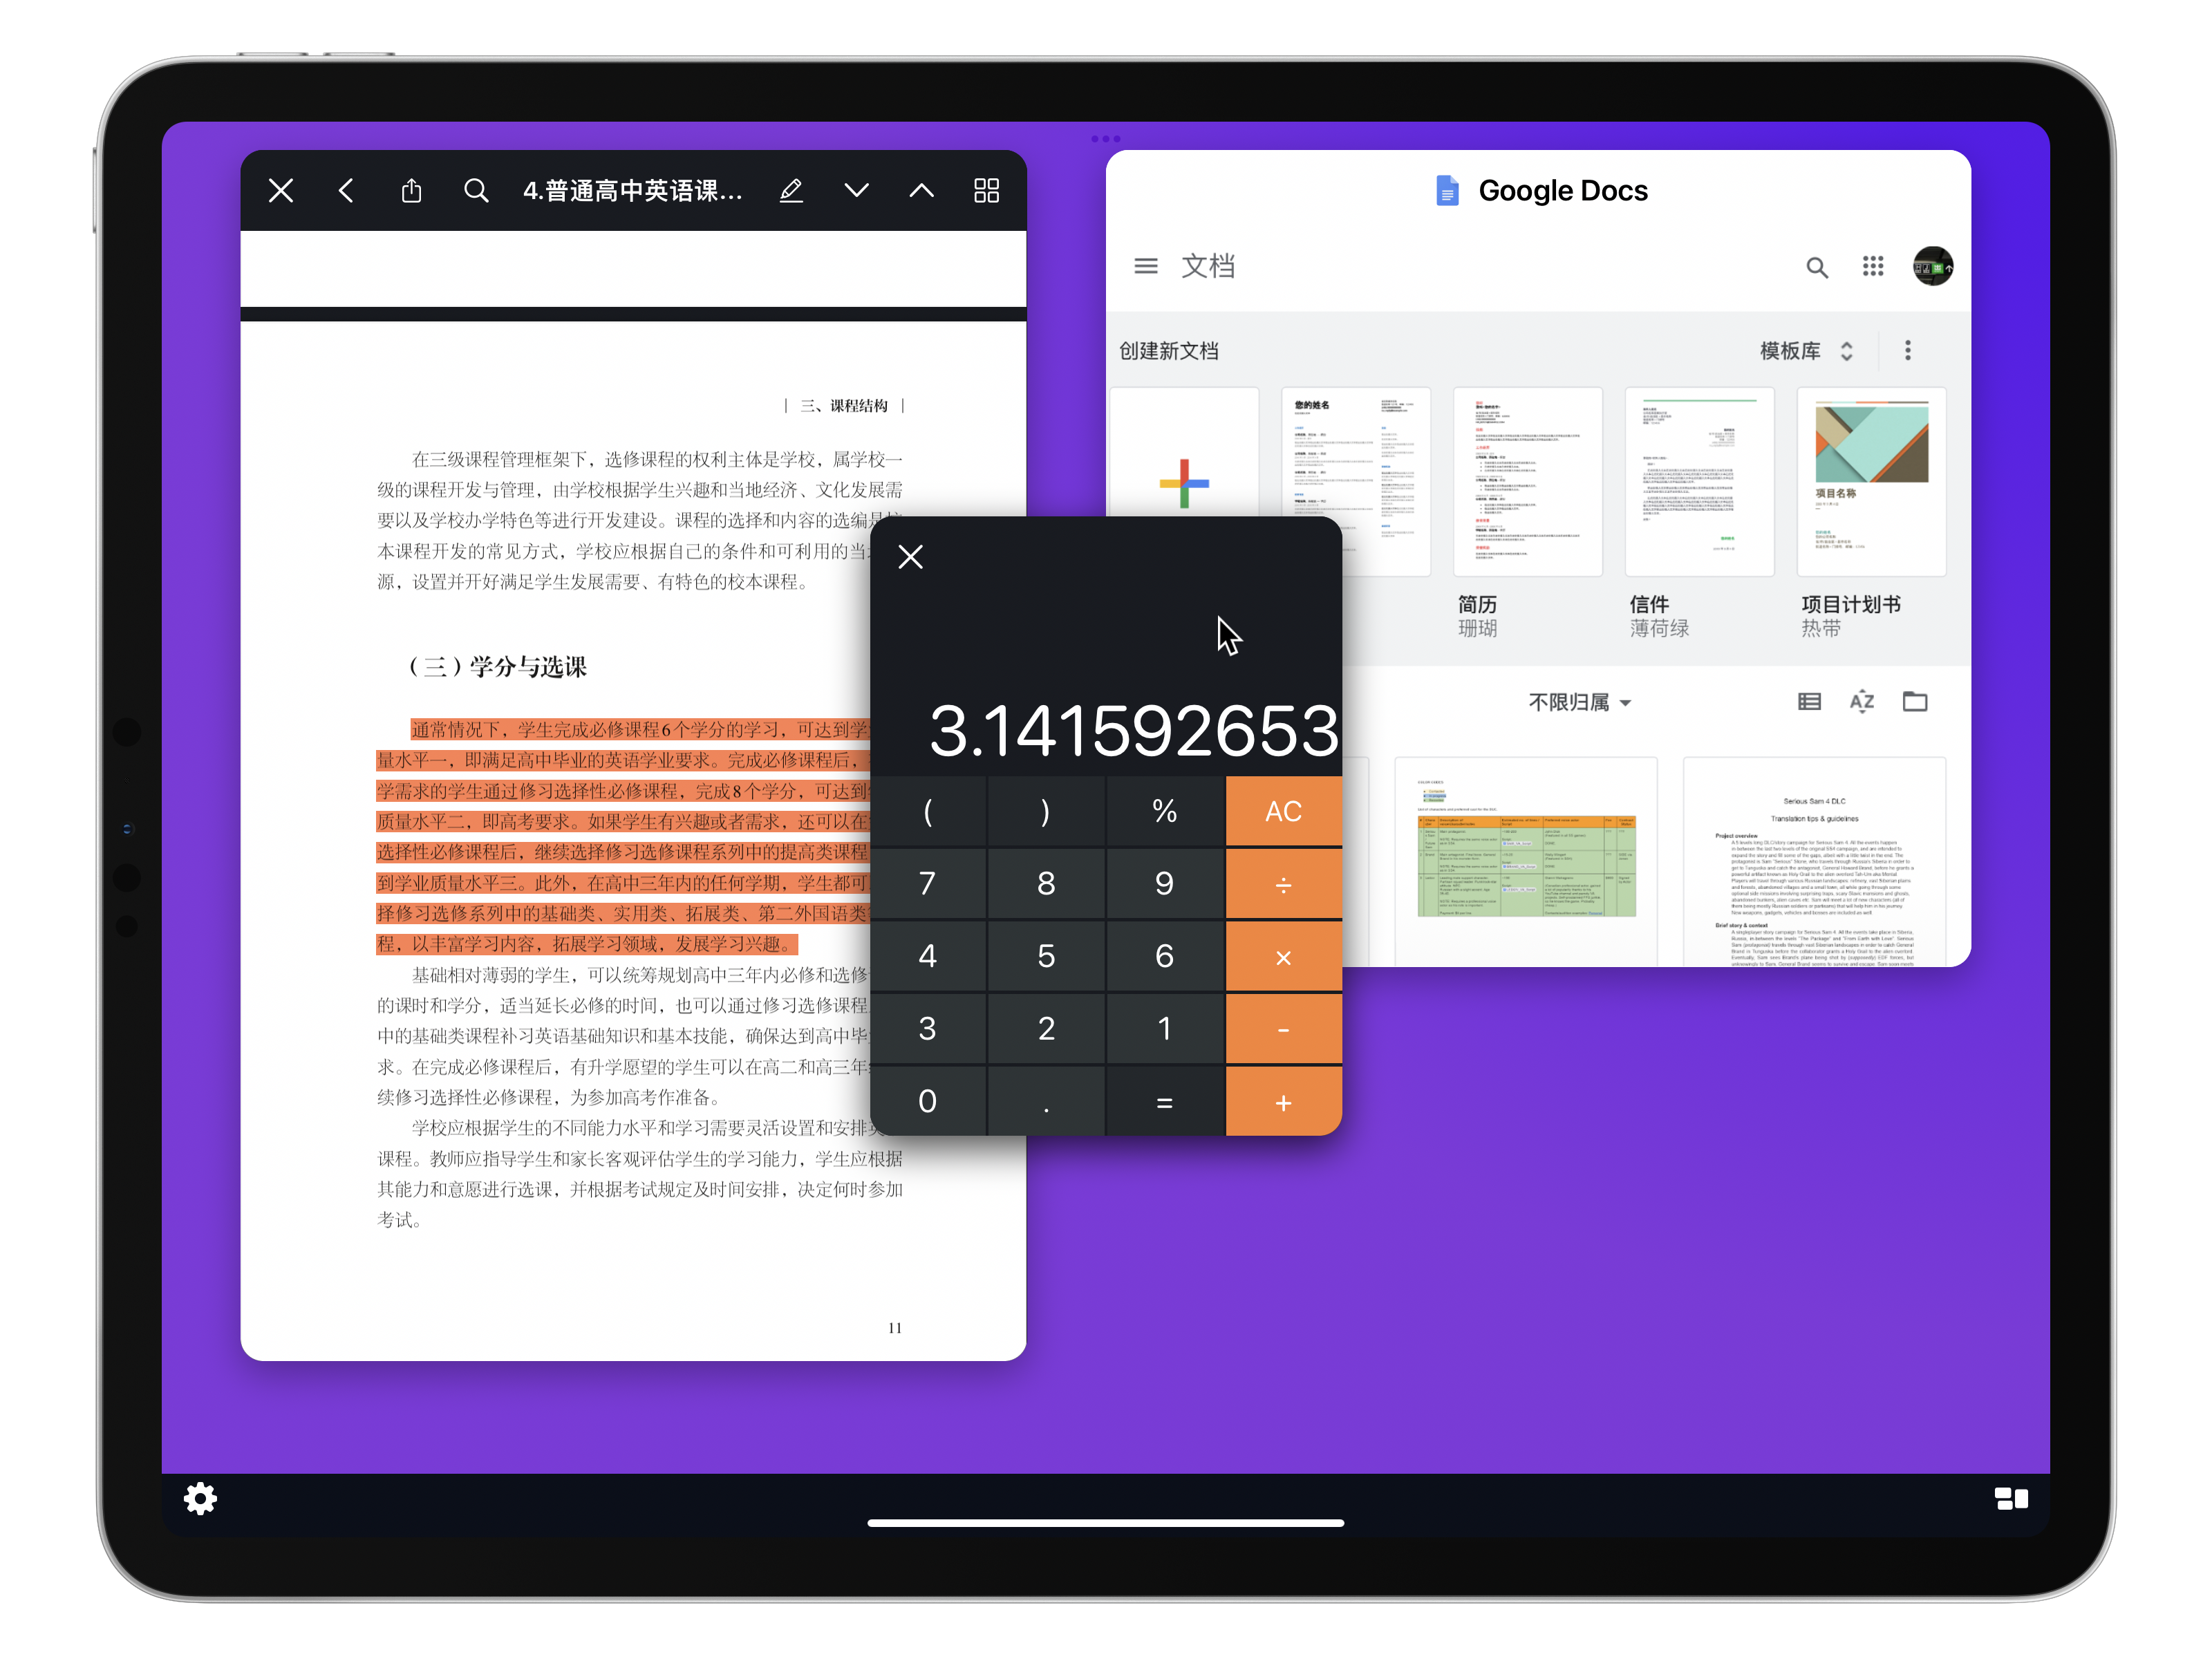 4.普通高中英语课...
三、课程结构
在三级课程管理框架下，选修课程的权利主体是学校，属学校一
级的课程开发与管理，由学校根据学生兴趣和当地经济、文化发展需
要以及学校办学特色等进行开发建设。课程的选择和内容的选编是
本课程开发的常见方式，学校应根据自己的条件和可利用的当
源，设置并开好满足学生发展需要、有特色的校本课程。
（三）学分与选课
通常情况下，学生完成必修课程6个学分的学习，可达到学
量水平一，即满足高中毕业的英语学业要求。完成必修课程后，
学需求的学生通过修习选择性必修课程，完成8个学分，可达到
质量水平二，即高考要求。如果学生有兴趣或者需求，还可以在
选择性必修课程后，继续选择修习选修课程系列中的提高类课程
到学业质量水平三。此外，在高中三年内的任何学期，学生都可
择修习选修系列中的基础类、实用类、拓展类、第二外国语类
程，以丰富学习内容，拓展学习领域，发展学习兴趣。
基础相对薄弱的学生，可以统筹规划高中三年内必修和选修
的课时和学分，适当延长必修的时间，也可以通过修习选修课程
中的基础类课程补习英语基础知识和基本技能，确保达到高中毕
求。在完成必修课程后，有升学愿望的学生可以在高二和高三年
续修习选择性必修课程，为参加高考作准备。
学校应根据学生的不同能力水平和学习需要灵活设置和安排
课程。教师应指导学生和家长客观评估学生的学习能力，学生应根据
其能力和意愿进行选课，并根据考试规定及时间安排，决定何时参加
考试。
11
3.141592653
( ) % AC
7 8 9 ÷
4 5 6 ×
3 2 1 -
0 . = +
Google Docs
文档
创建新文档
模板库
您的姓名
项目名称
简历
珊瑚
信件
薄荷绿
项目计划书
热带
不限归属
AZ
Serious Sam 4 DLC
Translation tips & guidelines
Project overview
Brief story & context